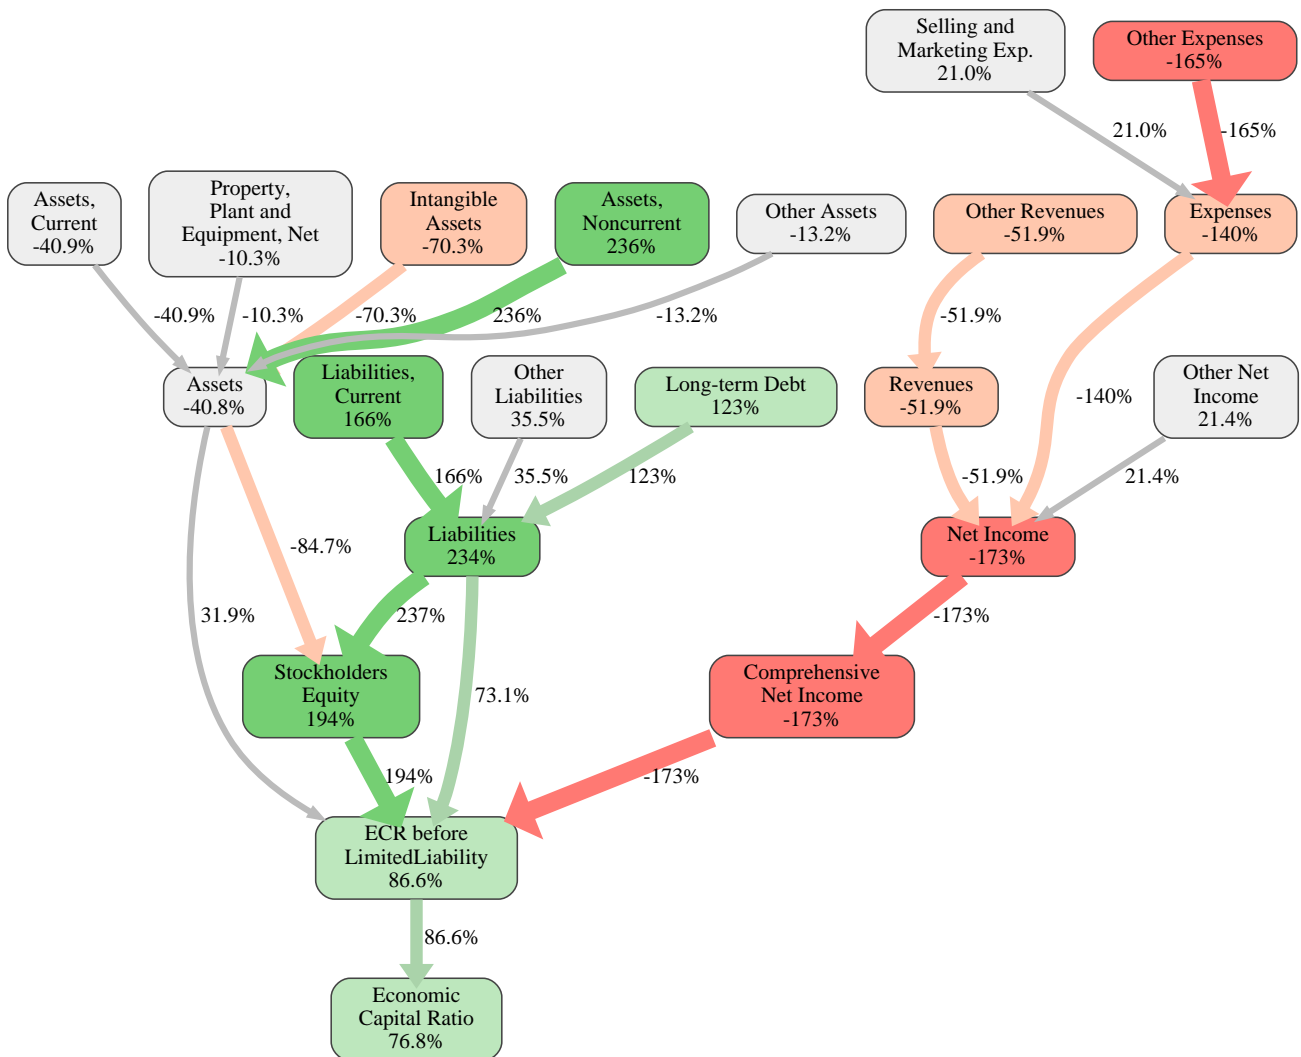 Selling and
Marketing Exp.
21.0%
Other Expenses
-165%
21.0%
-165%
Assets,
Current
-40.9%
Property,
Plant and
Equipment, Net
-10.3%
Intangible
Assets
-70.3%
Assets,
Noncurrent
236%
Other Assets
-13.2%
Other Revenues
-51.9%
Expenses
-140%
-40.9%
-10.3%
-70.3%
236%
-13.2%
-51.9%
-140%
Assets
-40.8%
Liabilities,
Current
166%
Other
Liabilities
35.5%
Long-term Debt
123%
Revenues
-51.9%
Other Net
Income
21.4%
166%
35.5%
123%
-51.9%
21.4%
-84.7%
Liabilities
234%
Net Income
-173%
31.9%
237%
-173%
Stockholders
Equity
194%
73.1%
Comprehensive
Net Income
-173%
194%
-173%
ECR before
LimitedLiability
86.6%
86.6%
Economic
Capital Ratio
76.8%